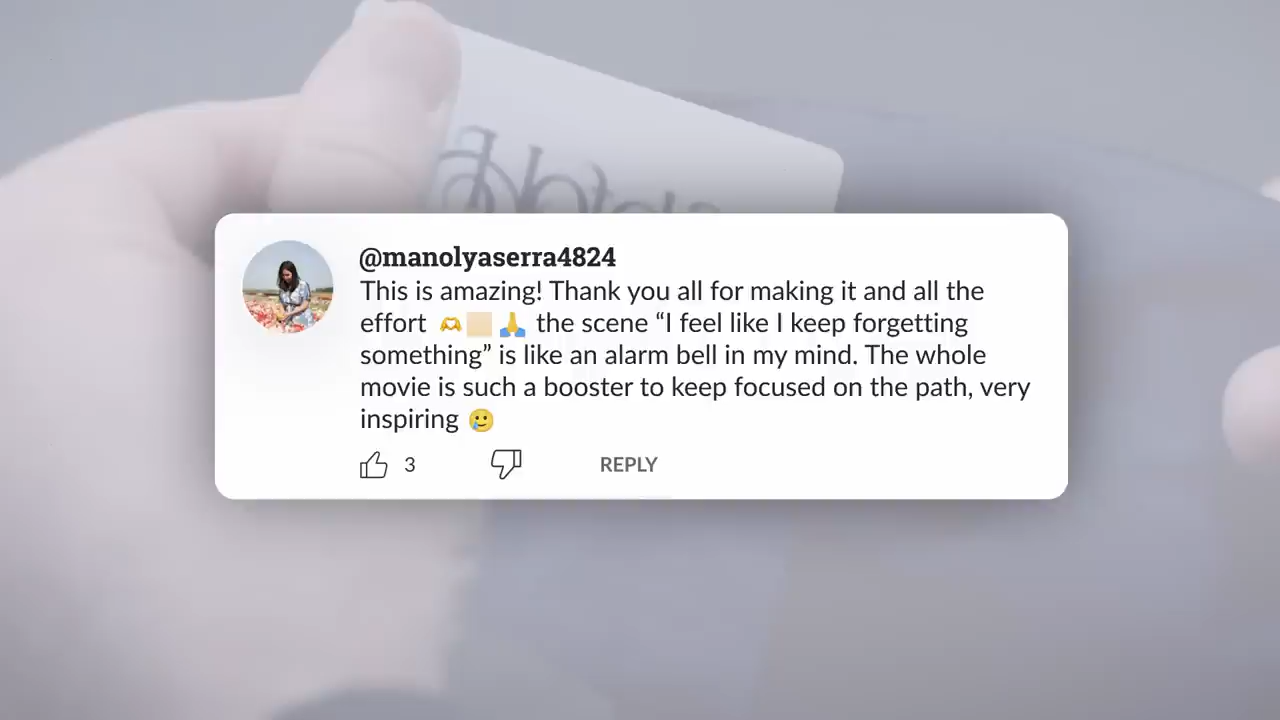 @manolyaserra4824
This is amazing! Thank you all for making it and all the
effort 🫶🏻🙏 the scene “I feel like I keep forgetting
something” is like an alarm bell in my mind. The whole
movie is such a booster to keep focused on the path, very
inspiring 🥲
3
REPLY